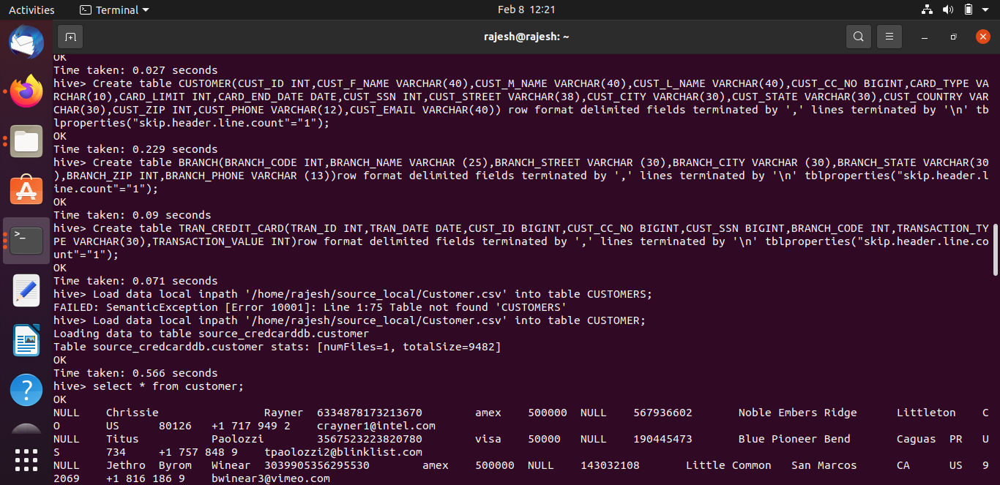 Activities Terminal Feb 8 12:21
rajesh@rajesh: ~
OK
Time taken: 0.027 seconds
hive> Create table CUSTOMER(CUST_ID INT,CUST_F_NAME VARCHAR(40),CUST_M_NAME VARCHAR(40),CUST_L_NAME VARCHAR(40),CUST_CC_NO BIGINT,CARD_TYPE VA
RCHAR(10),CARD_LIMIT INT,CARD_END_DATE DATE,CUST_SSN INT,CUST_STREET VARCHAR(38),CUST_CITY VARCHAR(30),CUST_STATE VARCHAR(30),CUST_COUNTRY VAR
CHAR(30),CUST_ZIP INT,CUST_PHONE VARCHAR(12),CUST_EMAIL VARCHAR(40)) row format delimited fields terminated by ',' lines terminated by '\n' tb
lproperties("skip.header.line.count"="1");
OK
Time taken: 0.229 seconds
hive> Create table BRANCH(BRANCH_CODE INT,BRANCH_NAME VARCHAR (25),BRANCH_STREET VARCHAR (30),BRANCH_CITY VARCHAR (30),BRANCH_STATE VARCHAR(30
),BRANCH_ZIP INT,BRANCH_PHONE VARCHAR (13))row format delimited fields terminated by ',' lines terminated by '\n' tblproperties("skip.header.l
ine.count"="1");
OK
Time taken: 0.09 seconds
hive> Create table TRAN_CREDIT_CARD(TRAN_ID INT,TRAN_DATE DATE,CUST_ID BIGINT,CUST_CC_NO BIGINT,CUST_SSN BIGINT,BRANCH_CODE INT,TRANSACTION_TY
PE VARCHAR(30),TRANSACTION_VALUE INT)row format delimited fields terminated by ',' lines terminated by '\n' tblproperties("skip.header.line.co
unt"="1");
OK
Time taken: 0.071 seconds
hive> Load data local inpath '/home/rajesh/source_local/Customer.csv' into table CUSTOMERS;
FAILED: SemanticException [Error 10001]: Line 1:75 Table not found 'CUSTOMERS'
hive> Load data local inpath '/home/rajesh/source_local/Customer.csv' into table CUSTOMER;
Loading data to table source_credcarddb.customer
Table source_credcarddb.customer stats: [numFiles=1, totalSize=9482]
OK
Time taken: 0.566 seconds
hive> select * from customer;
OK
NULL Chrissie Rayner 6334878173213670 amex 500000 NULL 567936602 Noble Embers Ridge Littleton C
O US 80126 +1 717 949 2 crayner1@intel.com
NULL Titus Paolozzi 3567523223820780 visa 50000 NULL 190445473 Blue Pioneer Bend Caguas PR U
S 734 +1 757 848 9 tpaolozzi2@blinklist.com
NULL Jethro Byrom Winear 3039905356295530 amex 500000 NULL 143032108 Little Common San Marcos CA US 9
2069 +1 816 186 9 bwinear3@vimeo.com